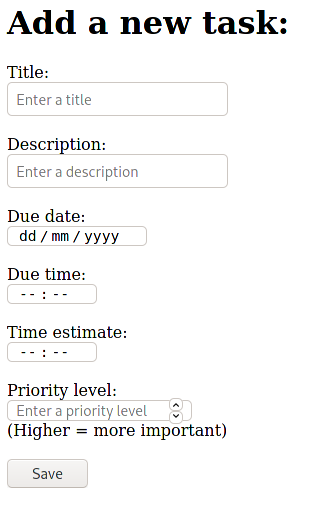 Add a new task:
Title:
Enter a title
Description:
Enter a description
Due date:
dd/mm/yyyy
Due time:
--:--
Time estimate:
--:--
Priority level:
Enter a priority level
(Higher = more important)
Save